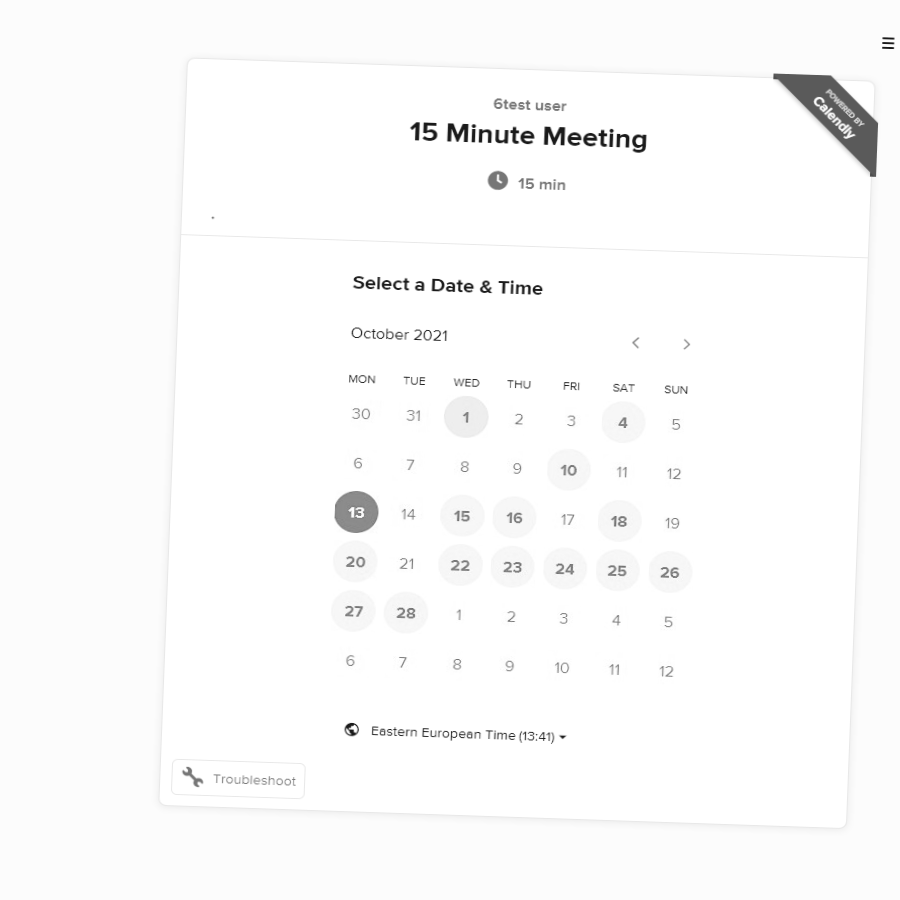 POWERED BY
Calendly
6test user
15 Minute Meeting
15 min
Select a Date & Time
October 2021
MON TUE WED THU FRI SAT SUN
30 31 1 2 3 4 5
6 7 8 9 10 11 12
13 14 15 16 17 18 19
20 21 22 23 24 25 26
27 28 1 2 3 4 5
6 7 8 9 10 11 12
Eastern European Time (13:41)
Troubleshoot